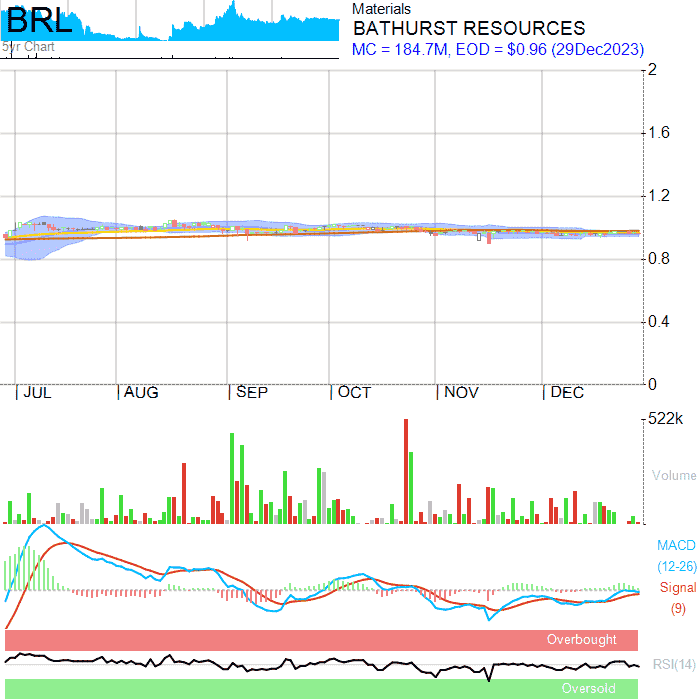 BRL
5yr Chart
Materials
BATHURST RESOURCES
MC = 184.7M, EOD = $0.96 (29Dec2023)
2
1.6
1.2
0.8
0.4
0
JUL AUG SEP OCT NOV DEC
522k
Volume
MACD
(12-26)
Signal
(9)
Overbought
RSI(14)
Oversold